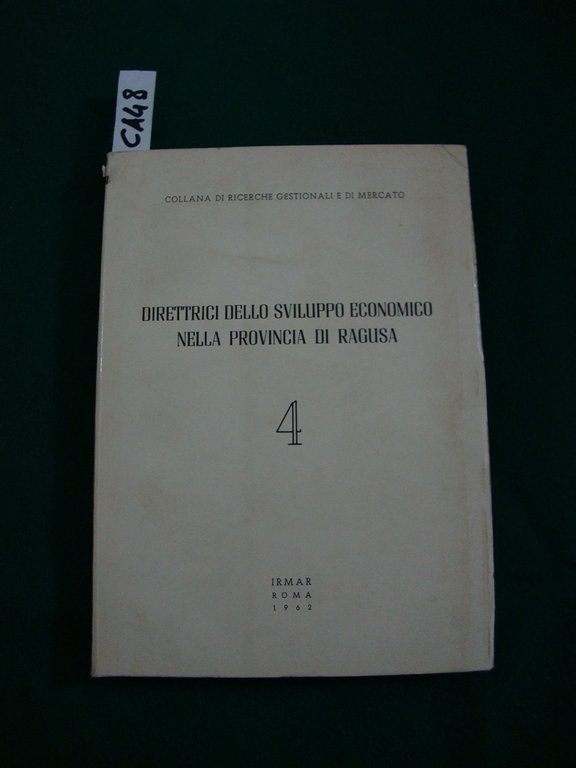 CA48
COLLANA DI RICERCHE GESTIONALI E DI MERCATO
DIRETTRICI DELLO SVILUPPO ECONOMICO
NELLA PROVINCIA DI RAGUSA
4
IRMAR
ROMA
1962